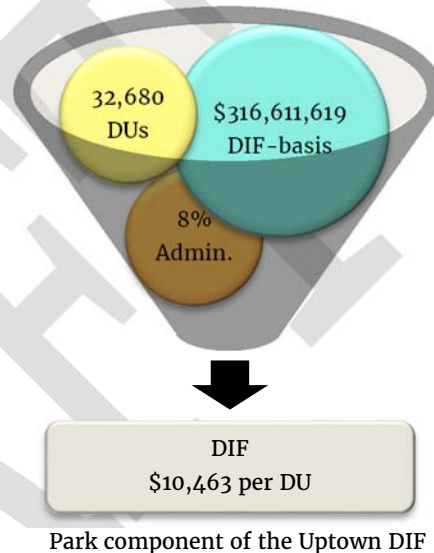 32,680
DUs
$316,611,619
DIF-basis
8%
Admin.
DIF
$10,463 per DU
Park component of the Uptown DIF